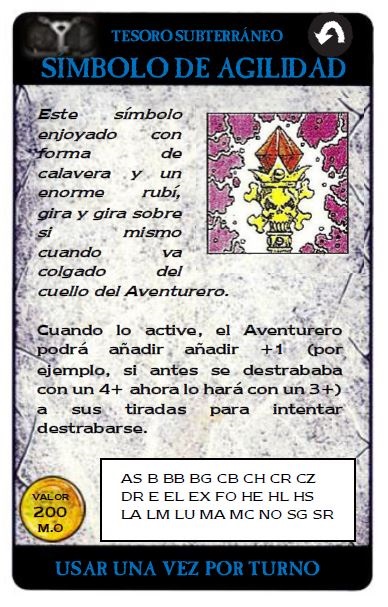 TESORO SUBTERRÁNEO
SÍMBOLO DE AGILIDAD
Este símbolo
enjoyado con
forma de
calavera y un
enorme rubí,
gira y gira sobre
si mismo
cuando va
colgado del
cuello del Aventurero.
Cuando lo active, el Aventurero
podrá añadir añadir +1 (por
ejemplo, si antes se destrababa
con un 4+ ahora lo hará con un 3+)
a sus tiradas para intentar
destrabarse.
AS B BB BG CB CH CR CZ
DR E EL EX FO HE HL HS
LA LM LU MA MC NO SG SR
VALOR
200
M.O
USAR UNA VEZ POR TURNO